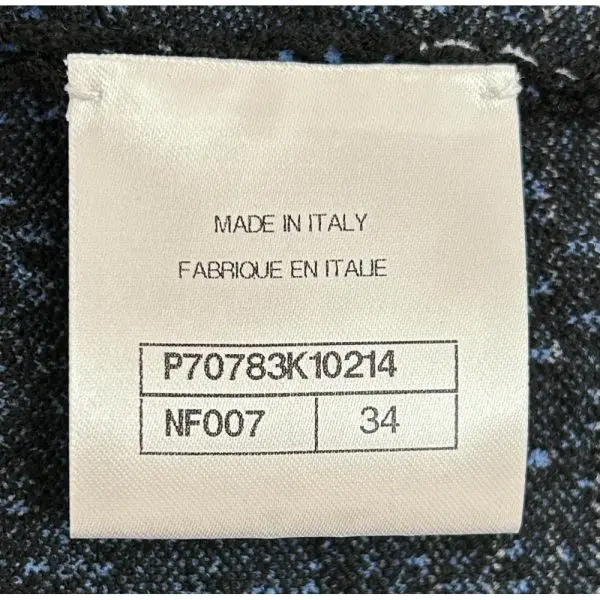 MADE IN ITALY
FABRIQUE EN ITALIE
P70783K10214
NF007 34